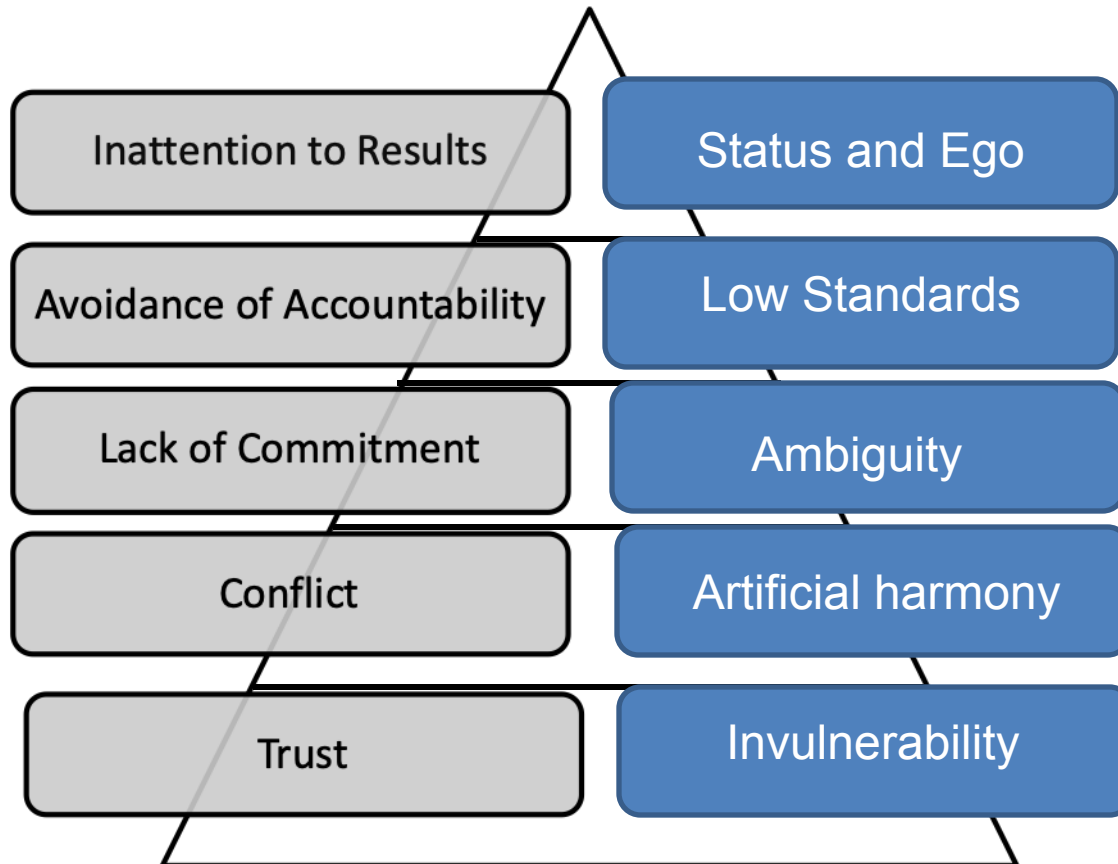 Inattention to Results
Status and Ego
Avoidance of Accountability
Low Standards
Lack of Commitment
Ambiguity
Conflict
Artificial harmony
Trust
Invulnerability